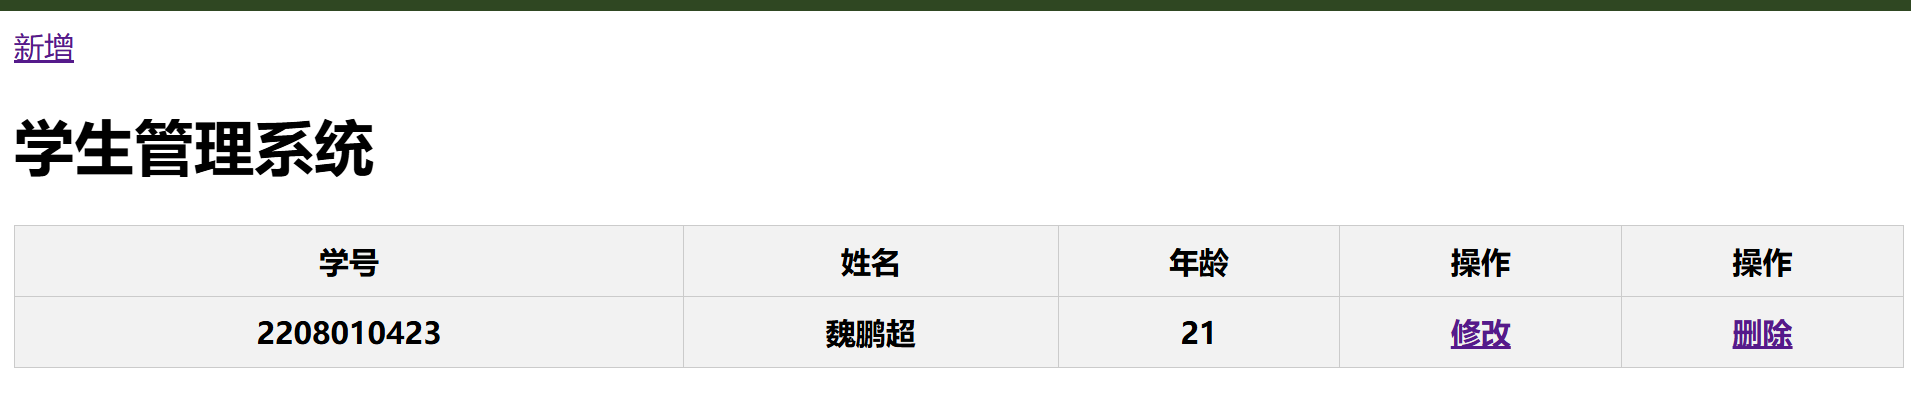 新增
学生管理系统
学号 姓名 年龄 操作 操作
2208010423 魏鹏超 21 修改 删除